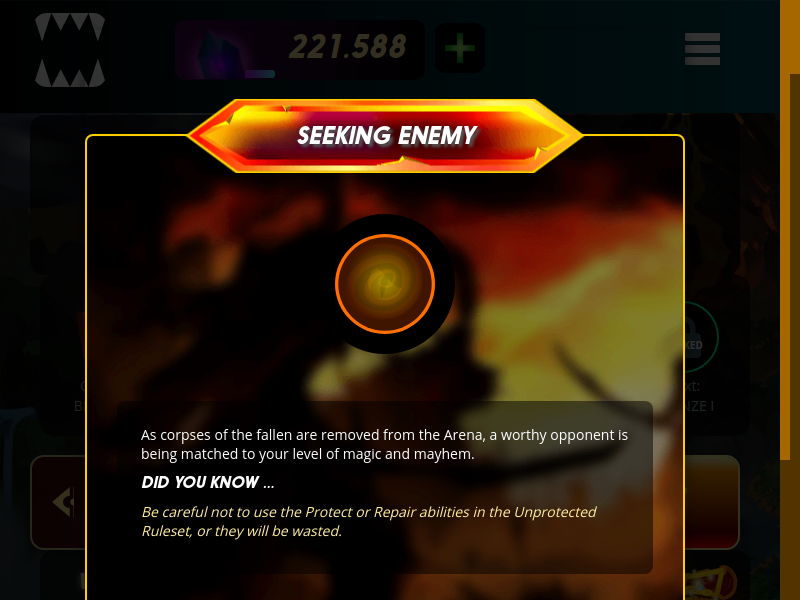 221.588
SEEKING ENEMY
As corpses of the fallen are removed from the Arena, a worthy opponent is
being matched to your level of magic and mayhem.
DID YOU KNOW ...
Be careful not to use the Protect or Repair abilities in the Unprotected
Ruleset, or they will be wasted.